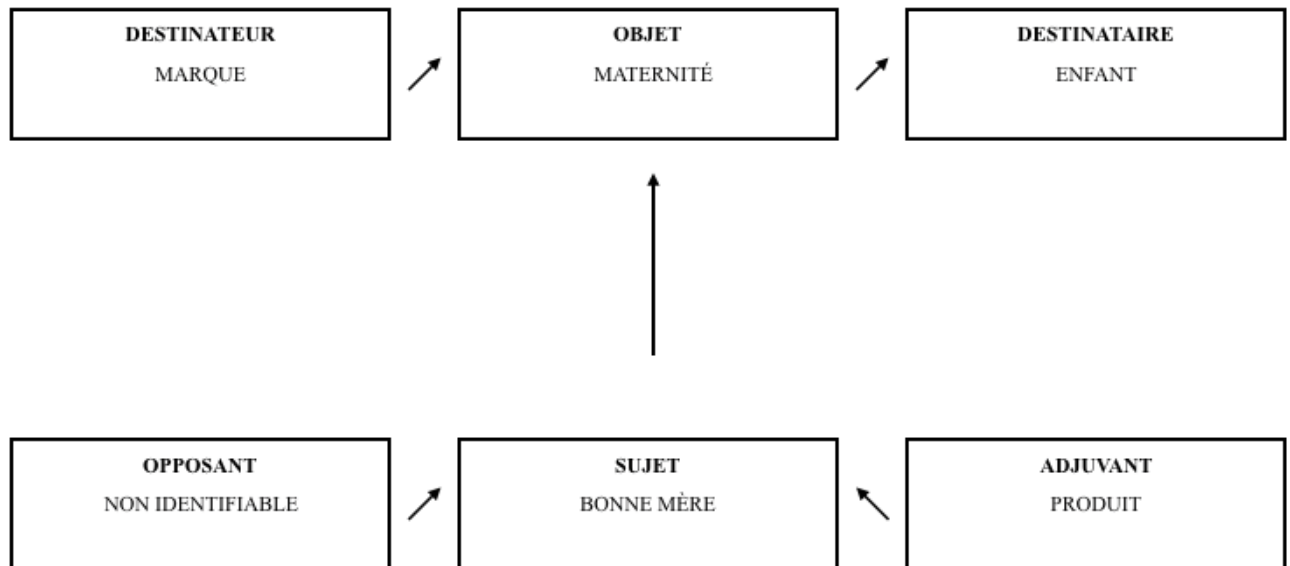 DESTINATEUR
MARQUE
OBJET
MATERNITÉ
DESTINATAIRE
ENFANT
OPPOSANT
NON IDENTIFIABLE
SUJET
BONNE MÈRE
ADJUVANT
PRODUIT